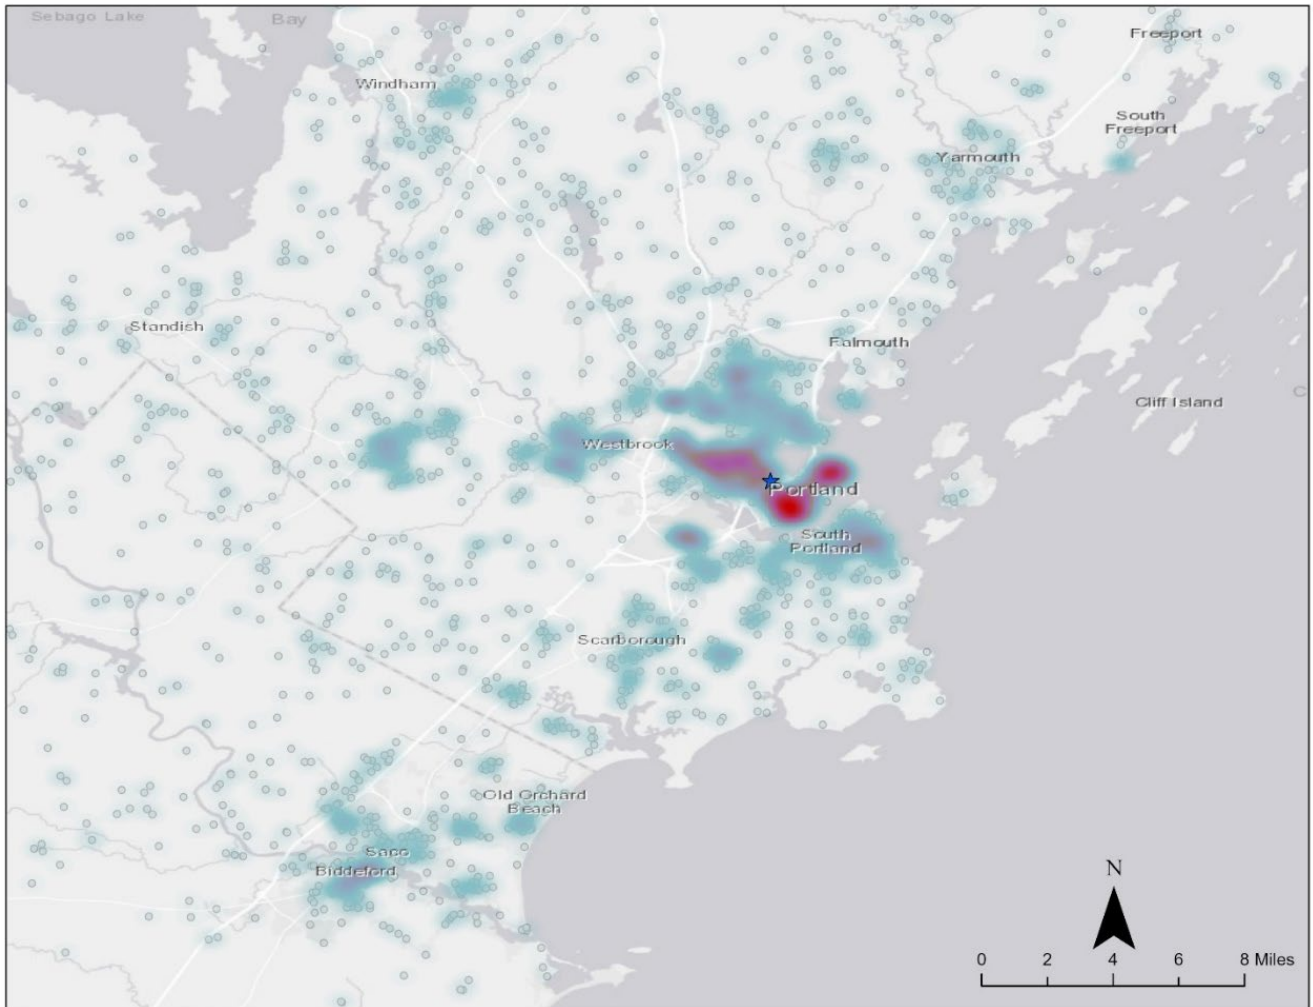 Sebago Lake
Bay
Freeport
Windham
South
Freeport
Yarmouth
Standish
Falmouth
Cliff Island
C
Westbrook
Portland
South
Portland
Scarborough
Old Orchard
Beach
Saco
Biddeford
N
0 2 4 6 8 Miles